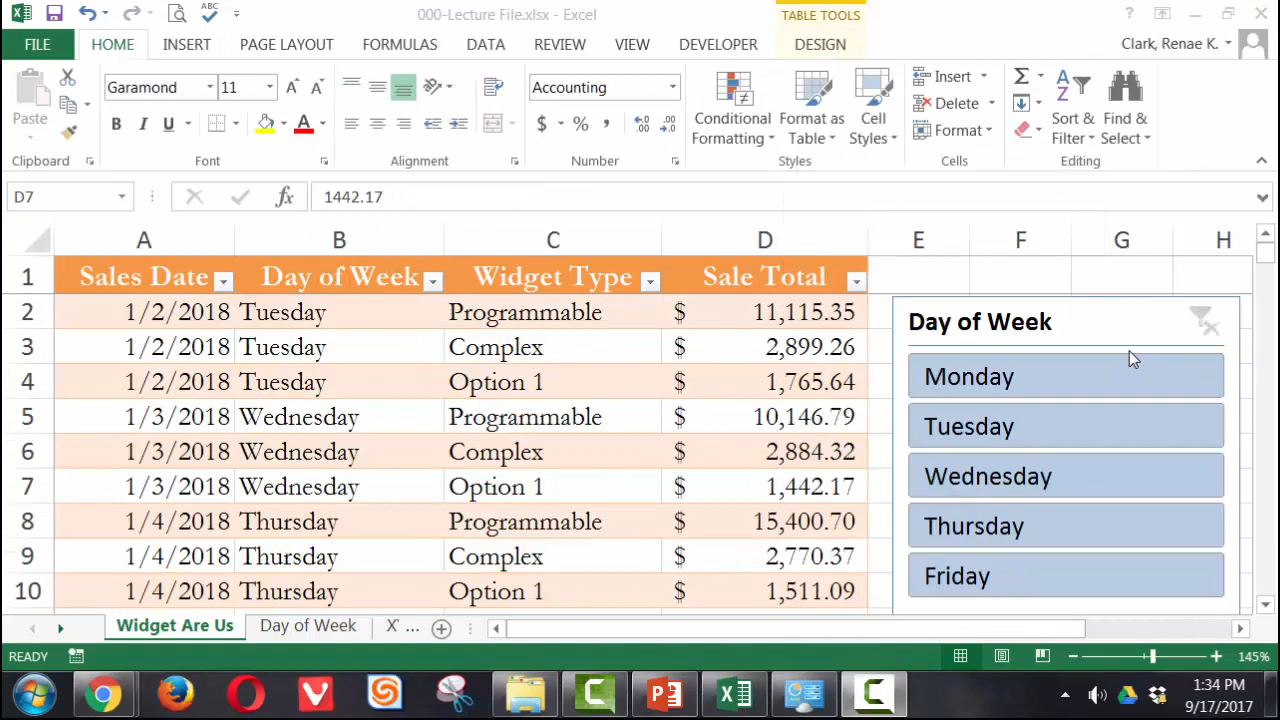 ABC
000-Lecture File.xlsx - Excel
TABLE TOOLS
?
FILE
HOME
INSERT
PAGE LAYOUT
FORMULAS
DATA
REVIEW
VIEW
DEVELOPER
DESIGN
Clark, Renae K.
Paste
Clipboard
Garamond
11
B I U
Font
Alignment
Accounting
$ % ,
Number
Conditional
Formatting
Format as
Table
Cell
Styles
Styles
Insert
Delete
Format
Cells
Sort &
Filter
Find &
Select
Editing
D7
fx
1442.17
A B C D E F G H
1 Sales Date Day of Week Widget Type Sale Total
2 1/2/2018 Tuesday Programmable $ 11,115.35
3 1/2/2018 Tuesday Complex $ 2,899.26
4 1/2/2018 Tuesday Option 1 $ 1,765.64
5 1/3/2018 Wednesday Programmable $ 10,146.79
6 1/3/2018 Wednesday Complex $ 2,884.32
7 1/3/2018 Wednesday Option 1 $ 1,442.17
8 1/4/2018 Thursday Programmable $ 15,400.70
9 1/4/2018 Thursday Complex $ 2,770.37
10 1/4/2018 Thursday Option 1 $ 1,511.09
Day of Week
Monday
Tuesday
Wednesday
Thursday
Friday
Widget Are Us
Day of Week
X' ...
READY
145%
1:34 PM
9/17/2017